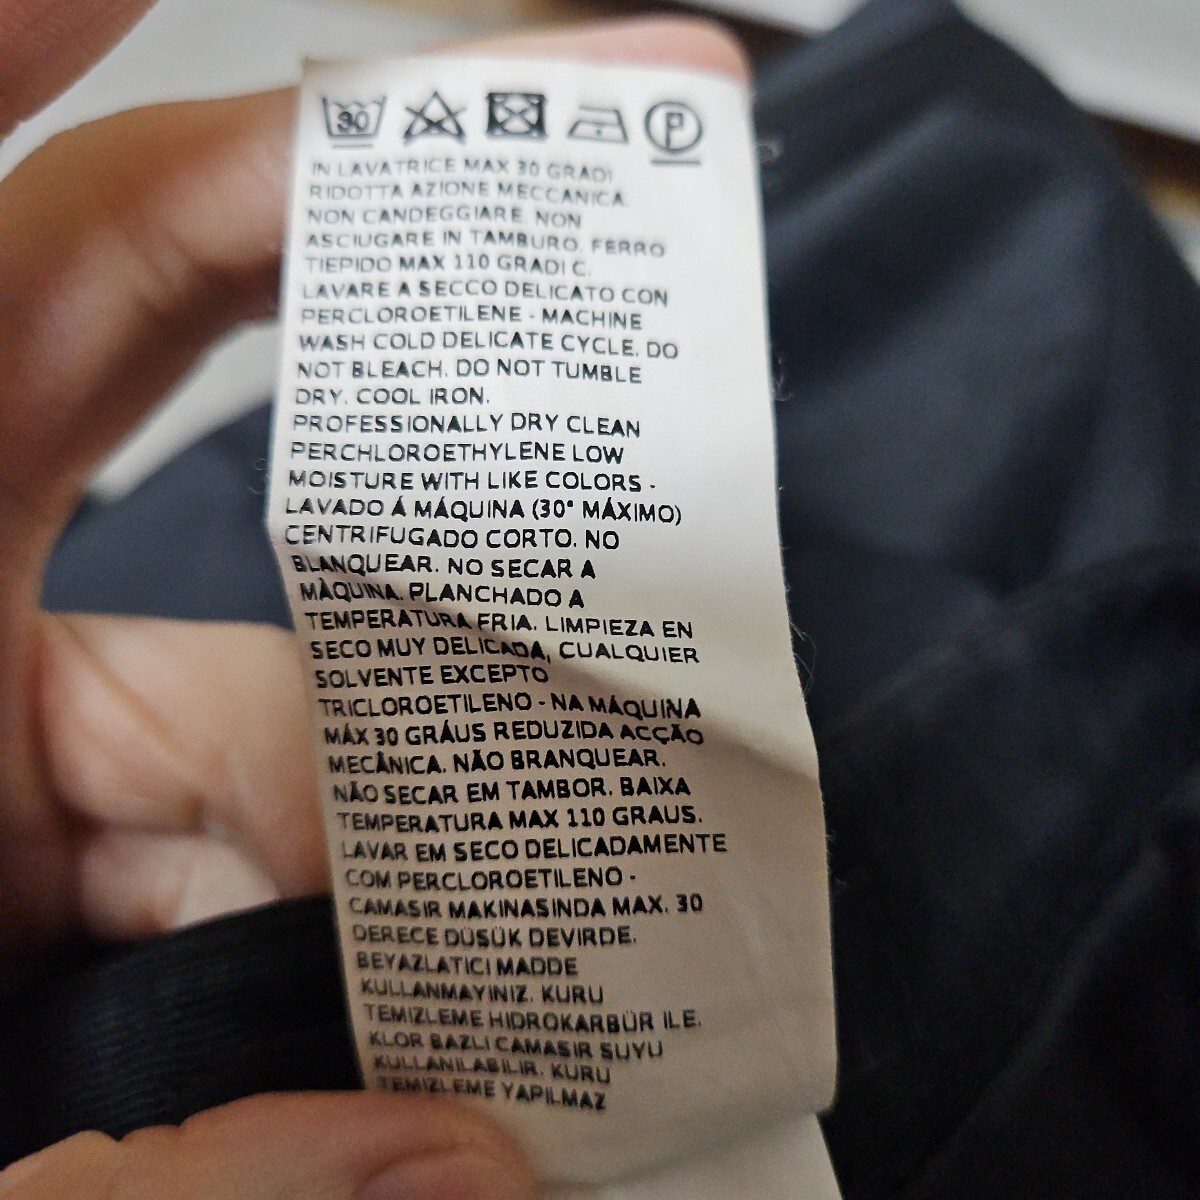 30 P
IN LAVATRICE MAX 30 GRADI
RIDOTTA AZIONE MECCANICA.
NON CANDEGGIARE. NON
ASCIUGARE IN TAMBURO. FERRO
TIEPIDO MAX 110 GRADI C.
LAVARE A SECCO DELICATO CON
PERCLOROETILENE - MACHINE
WASH COLD DELICATE CYCLE. DO
NOT BLEACH. DO NOT TUMBLE
DRY. COOL IRON.
PROFESSIONALLY DRY CLEAN
PERCHLOROETHYLENE LOW
MOISTURE WITH LIKE COLORS -
LAVADO Á MÁQUINA (30° MÁXIMO)
CENTRIFUGADO CORTO. NO
BLANQUEAR. NO SECAR A
MÀQUINA. PLANCHADO A
TEMPERATURA FRIA. LIMPIEZA EN
SECO MUY DELICADA, CUALQUIER
SOLVENTE EXCEPTO
TRICLOROETILENO - NA MÁQUINA
MÁX 30 GRÁUS REDUZIDA ACÇÃO
MECÂNICA. NÃO BRANQUEAR.
NÃO SECAR EM TAMBOR. BAIXA
TEMPERATURA MAX 110 GRAUS.
LAVAR EM SECO DELICADAMENTE
COM PERCLOROETILENO -
CAMASIR MAKINASINDA MAX. 30
DERECE DÜSÜK DEVIRDE.
BEYAZLATICI MADDE
KULLANMAYINIZ. KURU
TEMIZLEME HIDROKARBÜR ILE.
KLOR BAZLI CAMASIR SUYU
KULLANILABILIR. KURU
TEMIZLEME YAPILMAZ